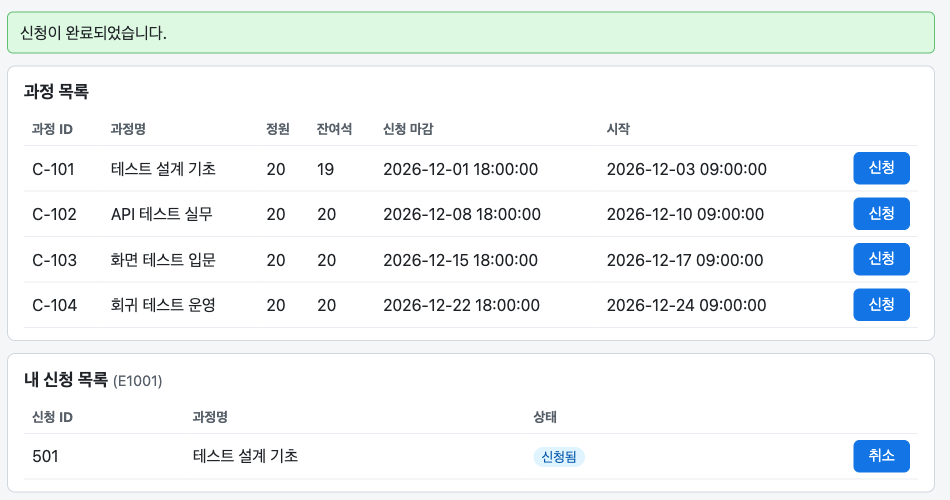 신청이 완료되었습니다.
과정 목록
과정 ID 과정명 정원 잔여석 신청 마감 시작
C-101 테스트 설계 기초 20 19 2026-12-01 18:00:00 2026-12-03 09:00:00 신청
C-102 API 테스트 실무 20 20 2026-12-08 18:00:00 2026-12-10 09:00:00 신청
C-103 화면 테스트 입문 20 20 2026-12-15 18:00:00 2026-12-17 09:00:00 신청
C-104 회귀 테스트 운영 20 20 2026-12-22 18:00:00 2026-12-24 09:00:00 신청
내 신청 목록 (E1001)
신청 ID 과정명 상태
501 테스트 설계 기초 신청됨 취소